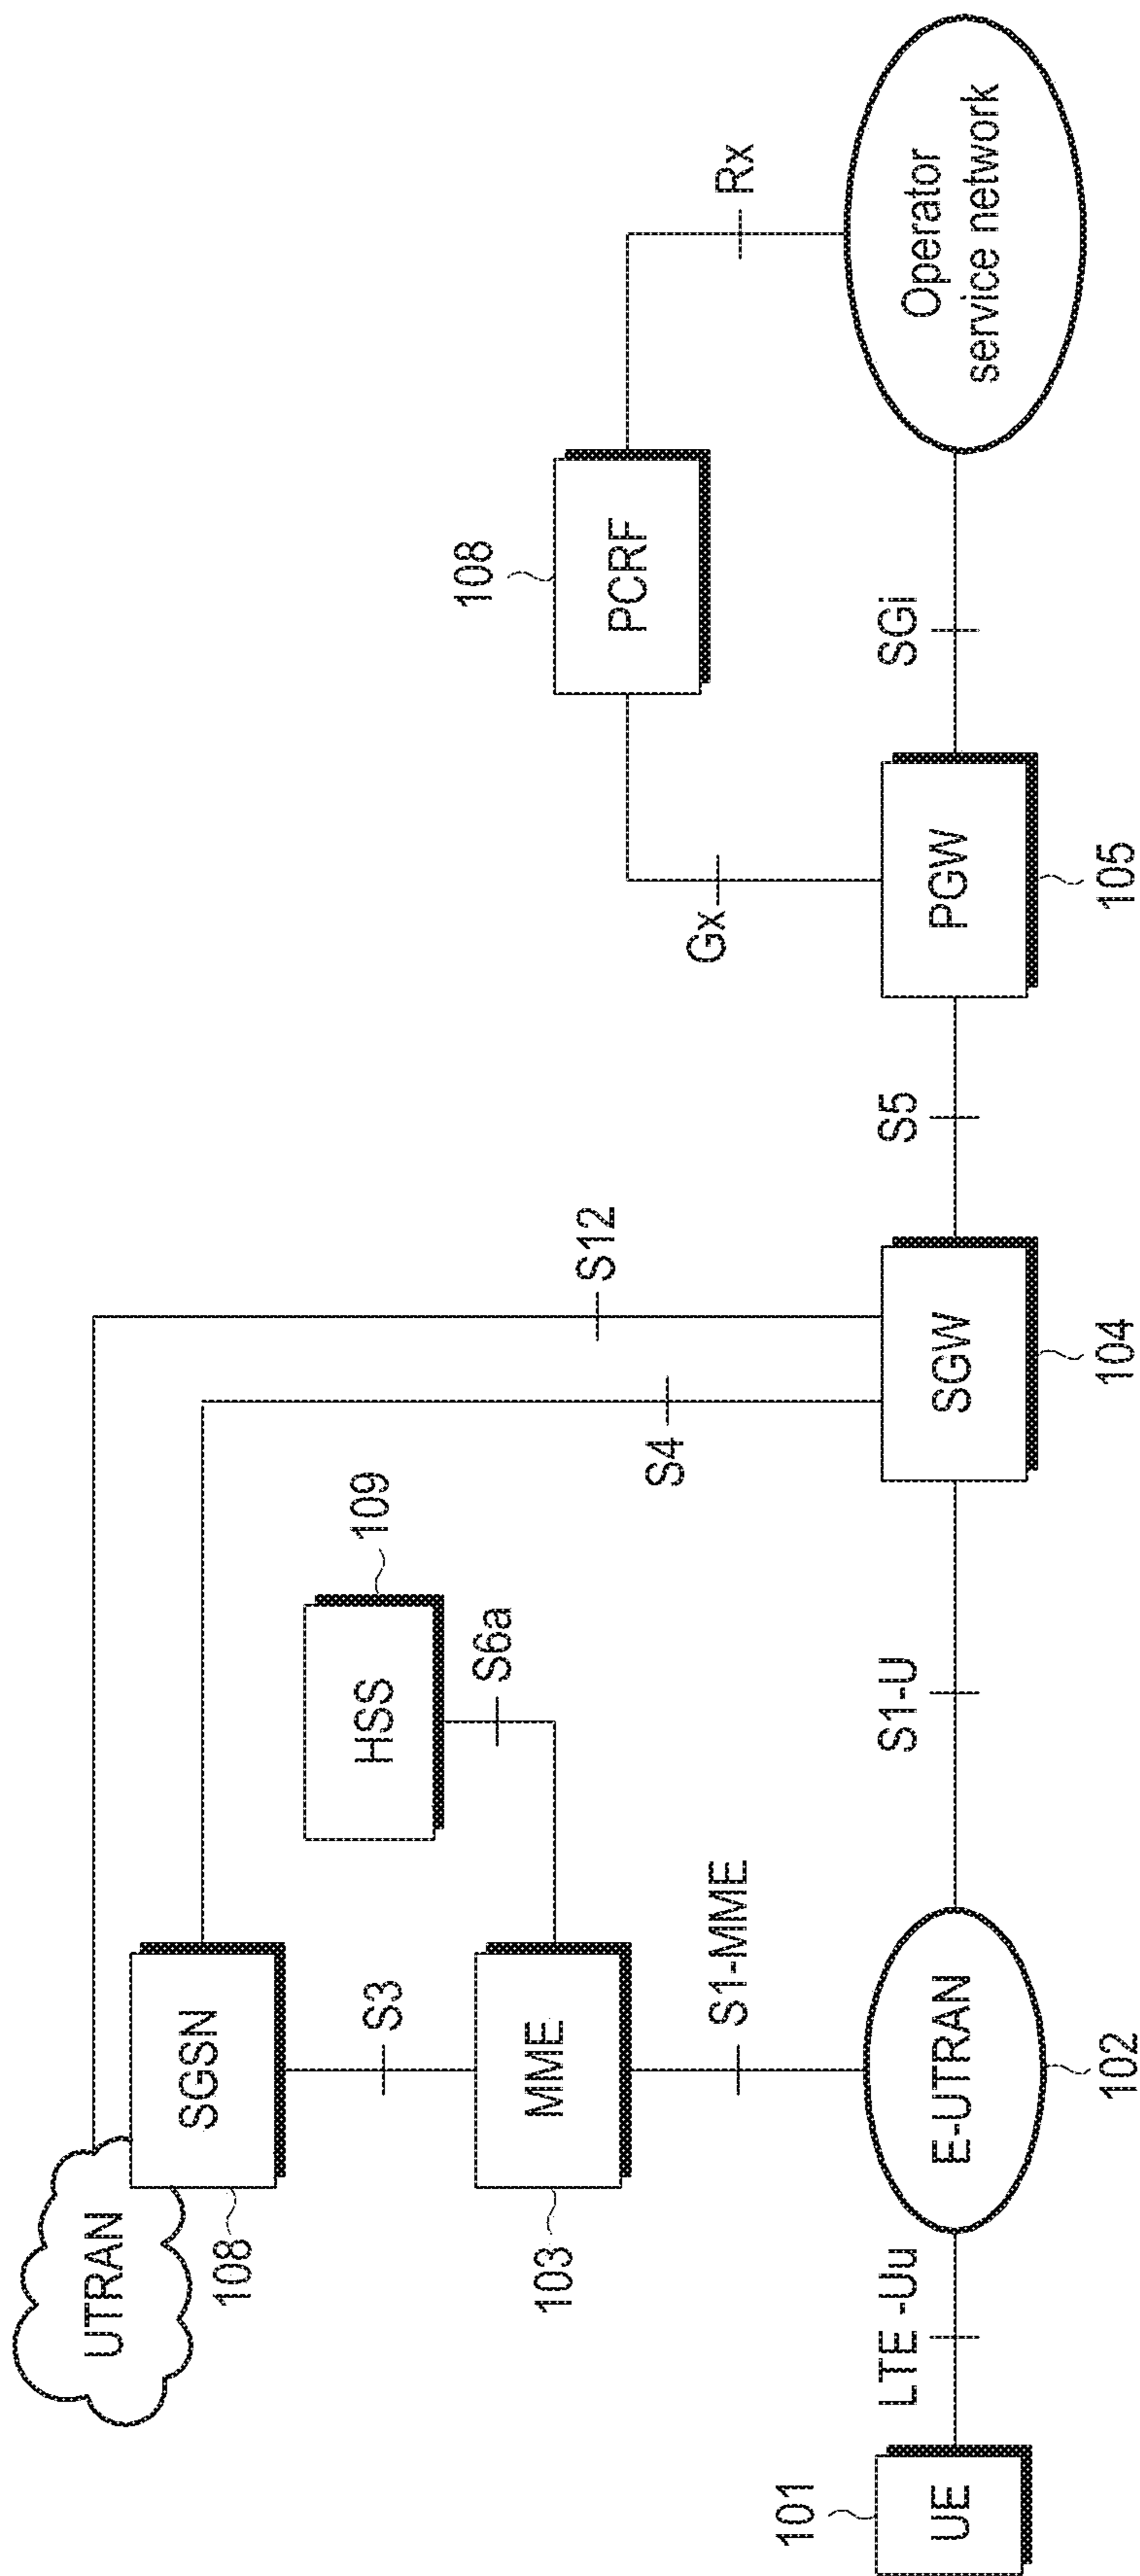 UTRAN
SGSN
108
S3
HSS
109
S6a
MME
103
S4
S12
S1-MME
PCRF
108
Gx
Rx
UE
101
LTE -Uu
E-UTRAN
102
S1-U
SGW
104
S5
PGW
105
SGi
Operator
service network